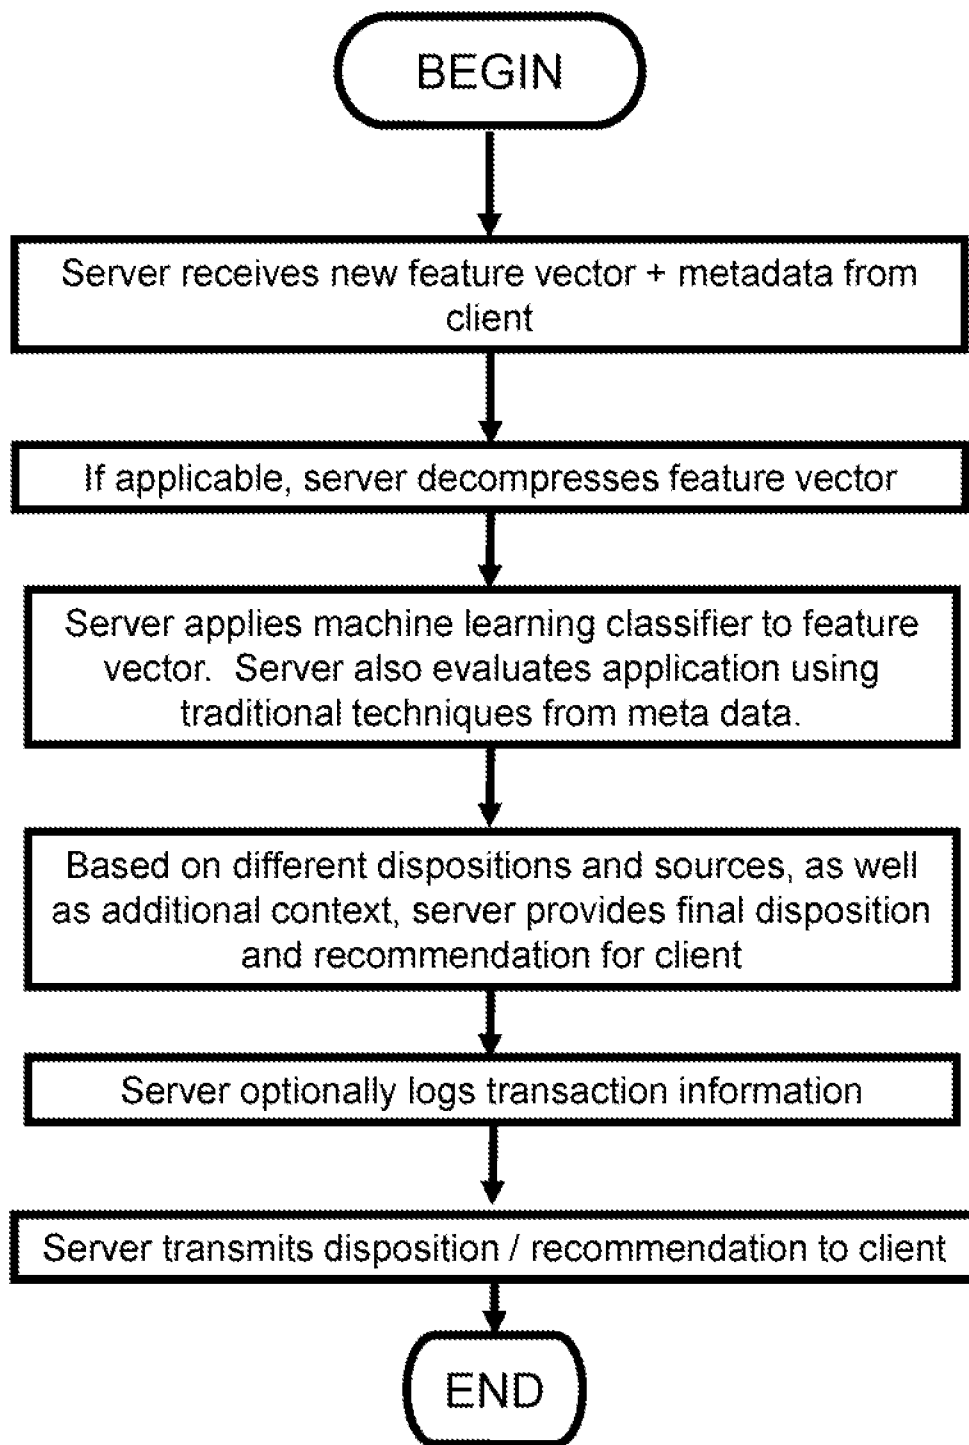 BEGIN
Server receives new feature vector + metadata from
client
If applicable, server decompresses feature vector
Server applies machine learning classifier to feature
vector.  Server also evaluates application using
traditional techniques from meta data.
Based on different dispositions and sources, as well
as additional context, server provides final disposition
and recommendation for client
Server optionally logs transaction information
Server transmits disposition / recommendation to client
END